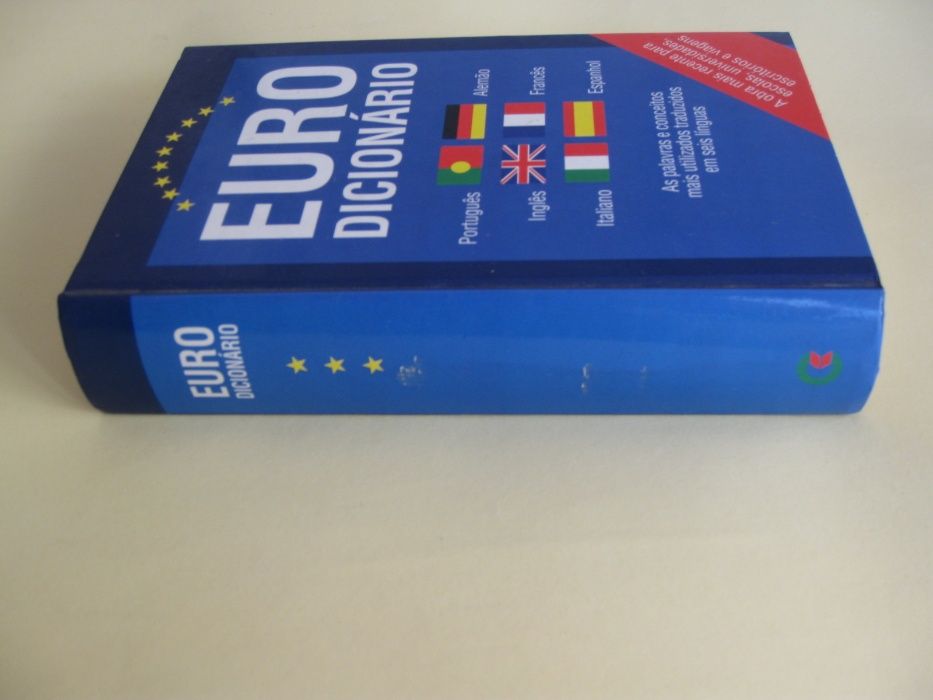 EURO
DICIONÁRIO
Português
Alemão
Inglês
Francês
Italiano
Espanhol
As palavras e conceitos
mais utilizados traduzidos
em seis línguas
A obra mais recente para
escolas, universidades,
escritórios e viagens
EURO
DICIONÁRIO